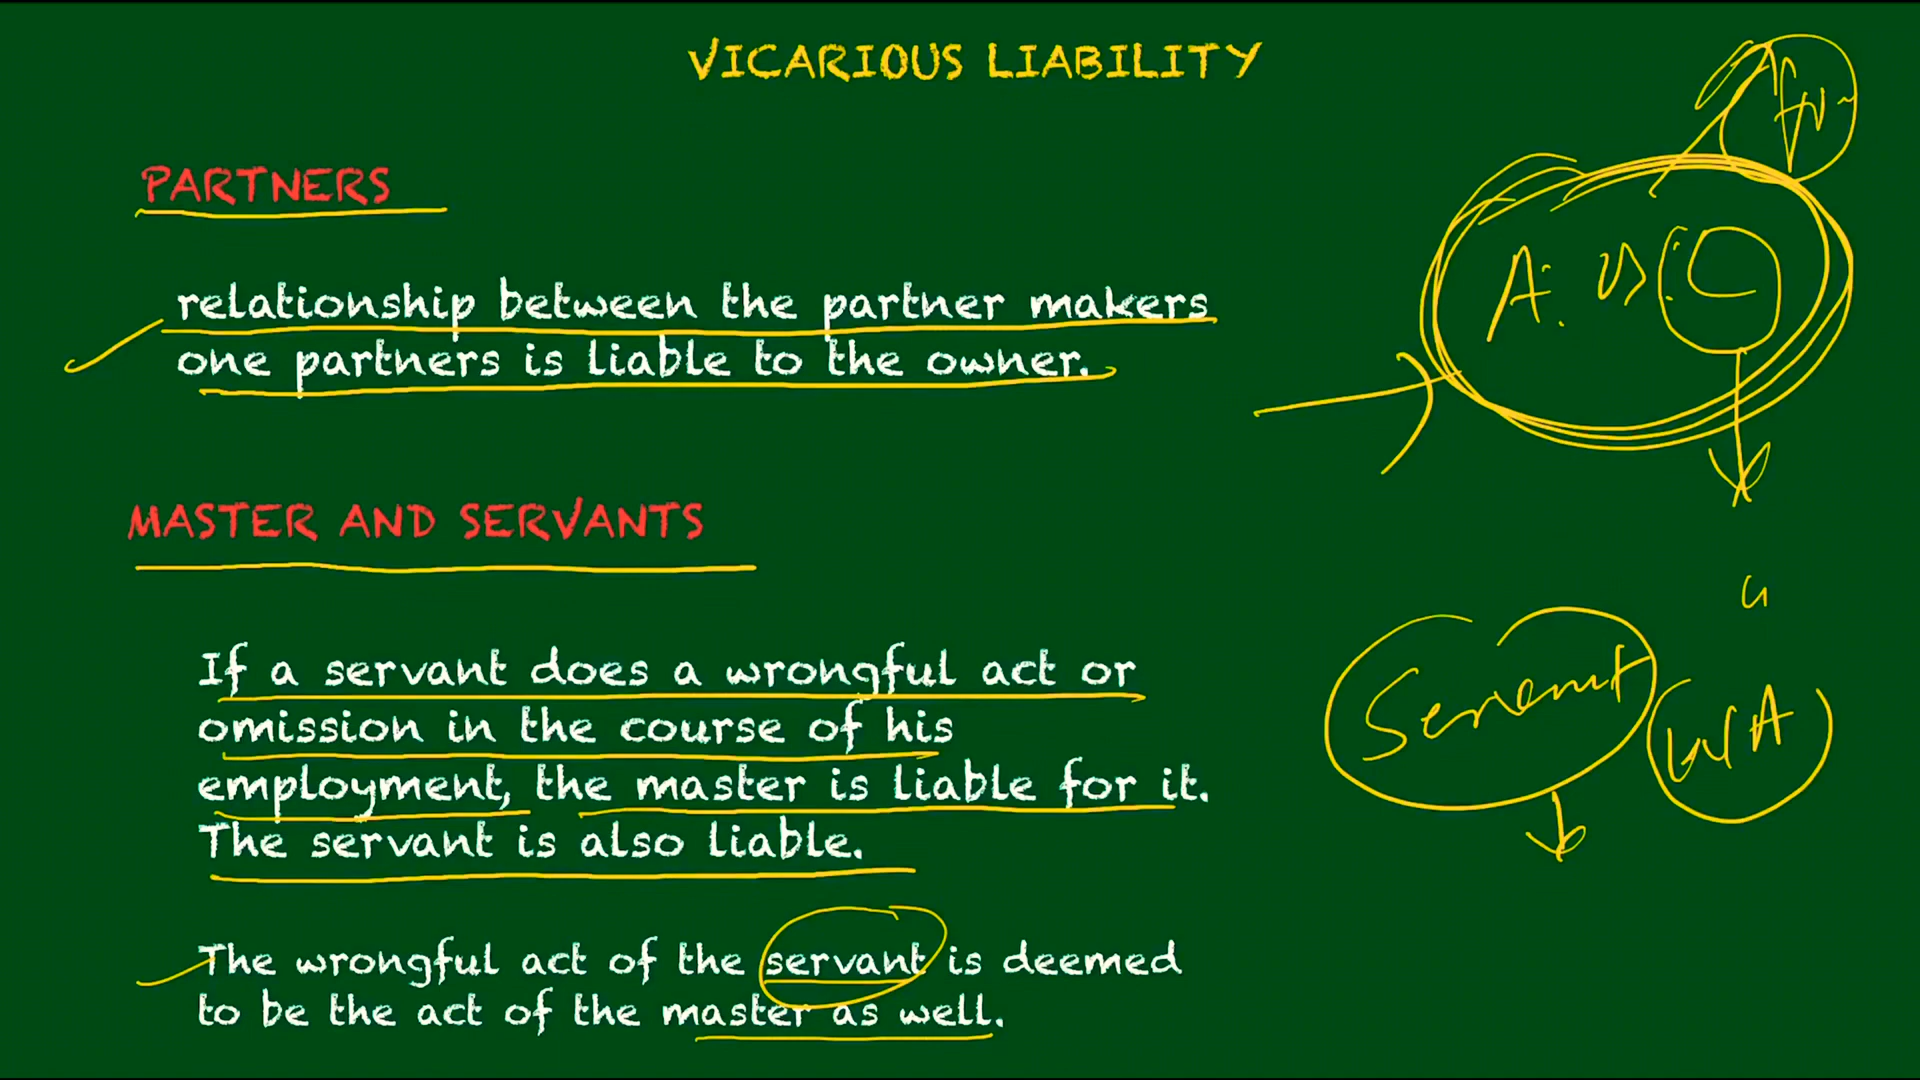 VICARIOUS LIABILITY
PARTNERS
relationship between the partner makers
one partners is liable to the owner.
MASTER AND SERVANTS
If a servant does a wrongful act or
omission in the course of his
employment, the master is liable for it.
The servant is also liable.
The wrongful act of the servant is deemed
to be the act of the master as well.
A
C
Servant
W/A